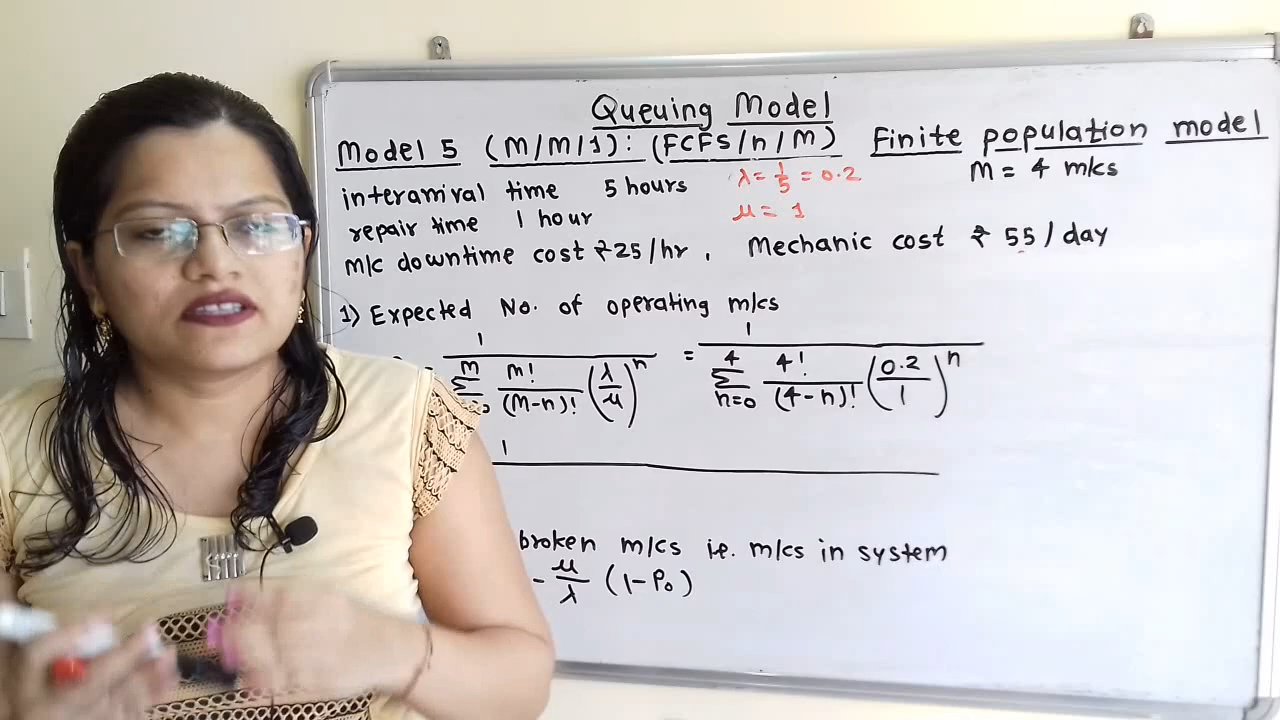 Queuing Model
Model 5 (M/M/1): (FCFS/n/M) Finite population model
interarrival time 5 hours λ = 1/5 = 0.2 M = 4 m/cs
repair time 1 hour μ = 1
m/c downtime cost ₹25/hr, Mechanic cost ₹ 55/day
1) Expected No. of operating m/cs
= 1 / Σ M!/(M-n)! (λ/μ)^n = 1 / Σ n=0 4 4!/(4-n)! (0.2/1)^n
1
broken m/cs i.e. m/cs in system
- μ/λ (1-P₀)